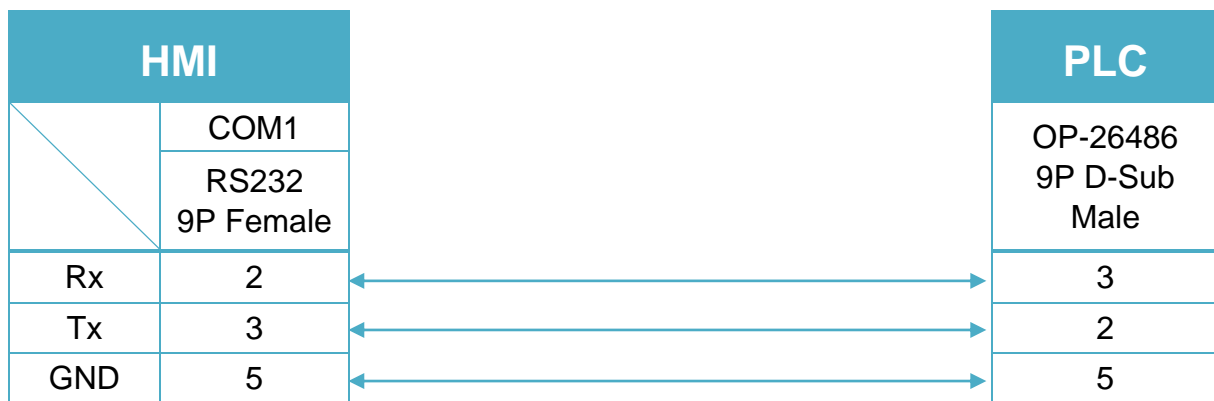 HMI
PLC
COM1
RS232
9P Female
OP-26486
9P D-Sub
Male
Rx 2 3
Tx 3 2
GND 5 5